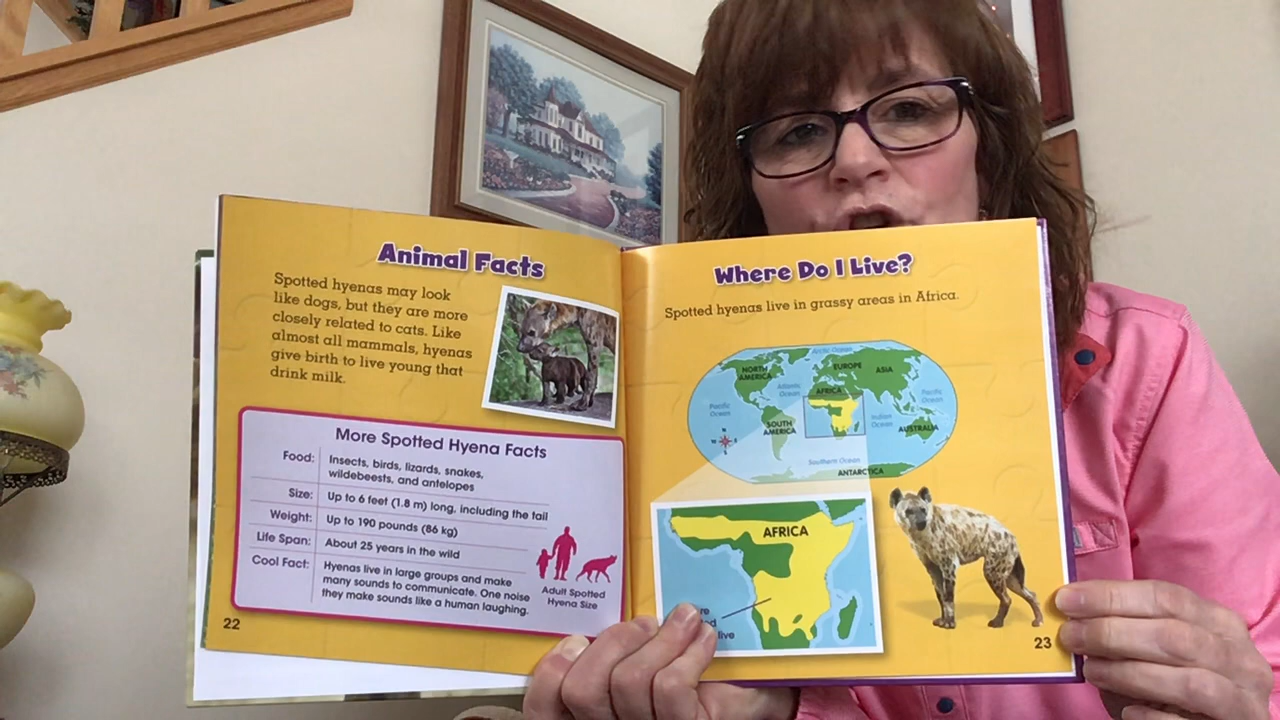 Animal Facts
Spotted hyenas may look
like dogs, but they are more
closely related to cats. Like
almost all mammals, hyenas
give birth to live young that
drink milk.
More Spotted Hyena Facts
Food: Insects, birds, lizards, snakes,
wildebeests, and antelopes
Size: Up to 6 feet (1.8 m) long, including the tail
Weight: Up to 190 pounds (86 kg)
Life Span: About 25 years in the wild
Cool Fact: Hyenas live in large groups and make
many sounds to communicate. One noise
they make sounds like a human laughing.
Adult Spotted
Hyena Size
22
Where Do I Live?
Spotted hyenas live in grassy areas in Africa.
Arctic Ocean
NORTH
AMERICA
EUROPE
ASIA
Atlantic
Ocean
AFRICA
Pacific
Ocean
Pacific
Ocean
SOUTH
AMERICA
Indian
Ocean
AUSTRALIA
N
W
E
S
Southern Ocean
ANTARCTICA
AFRICA
live
23